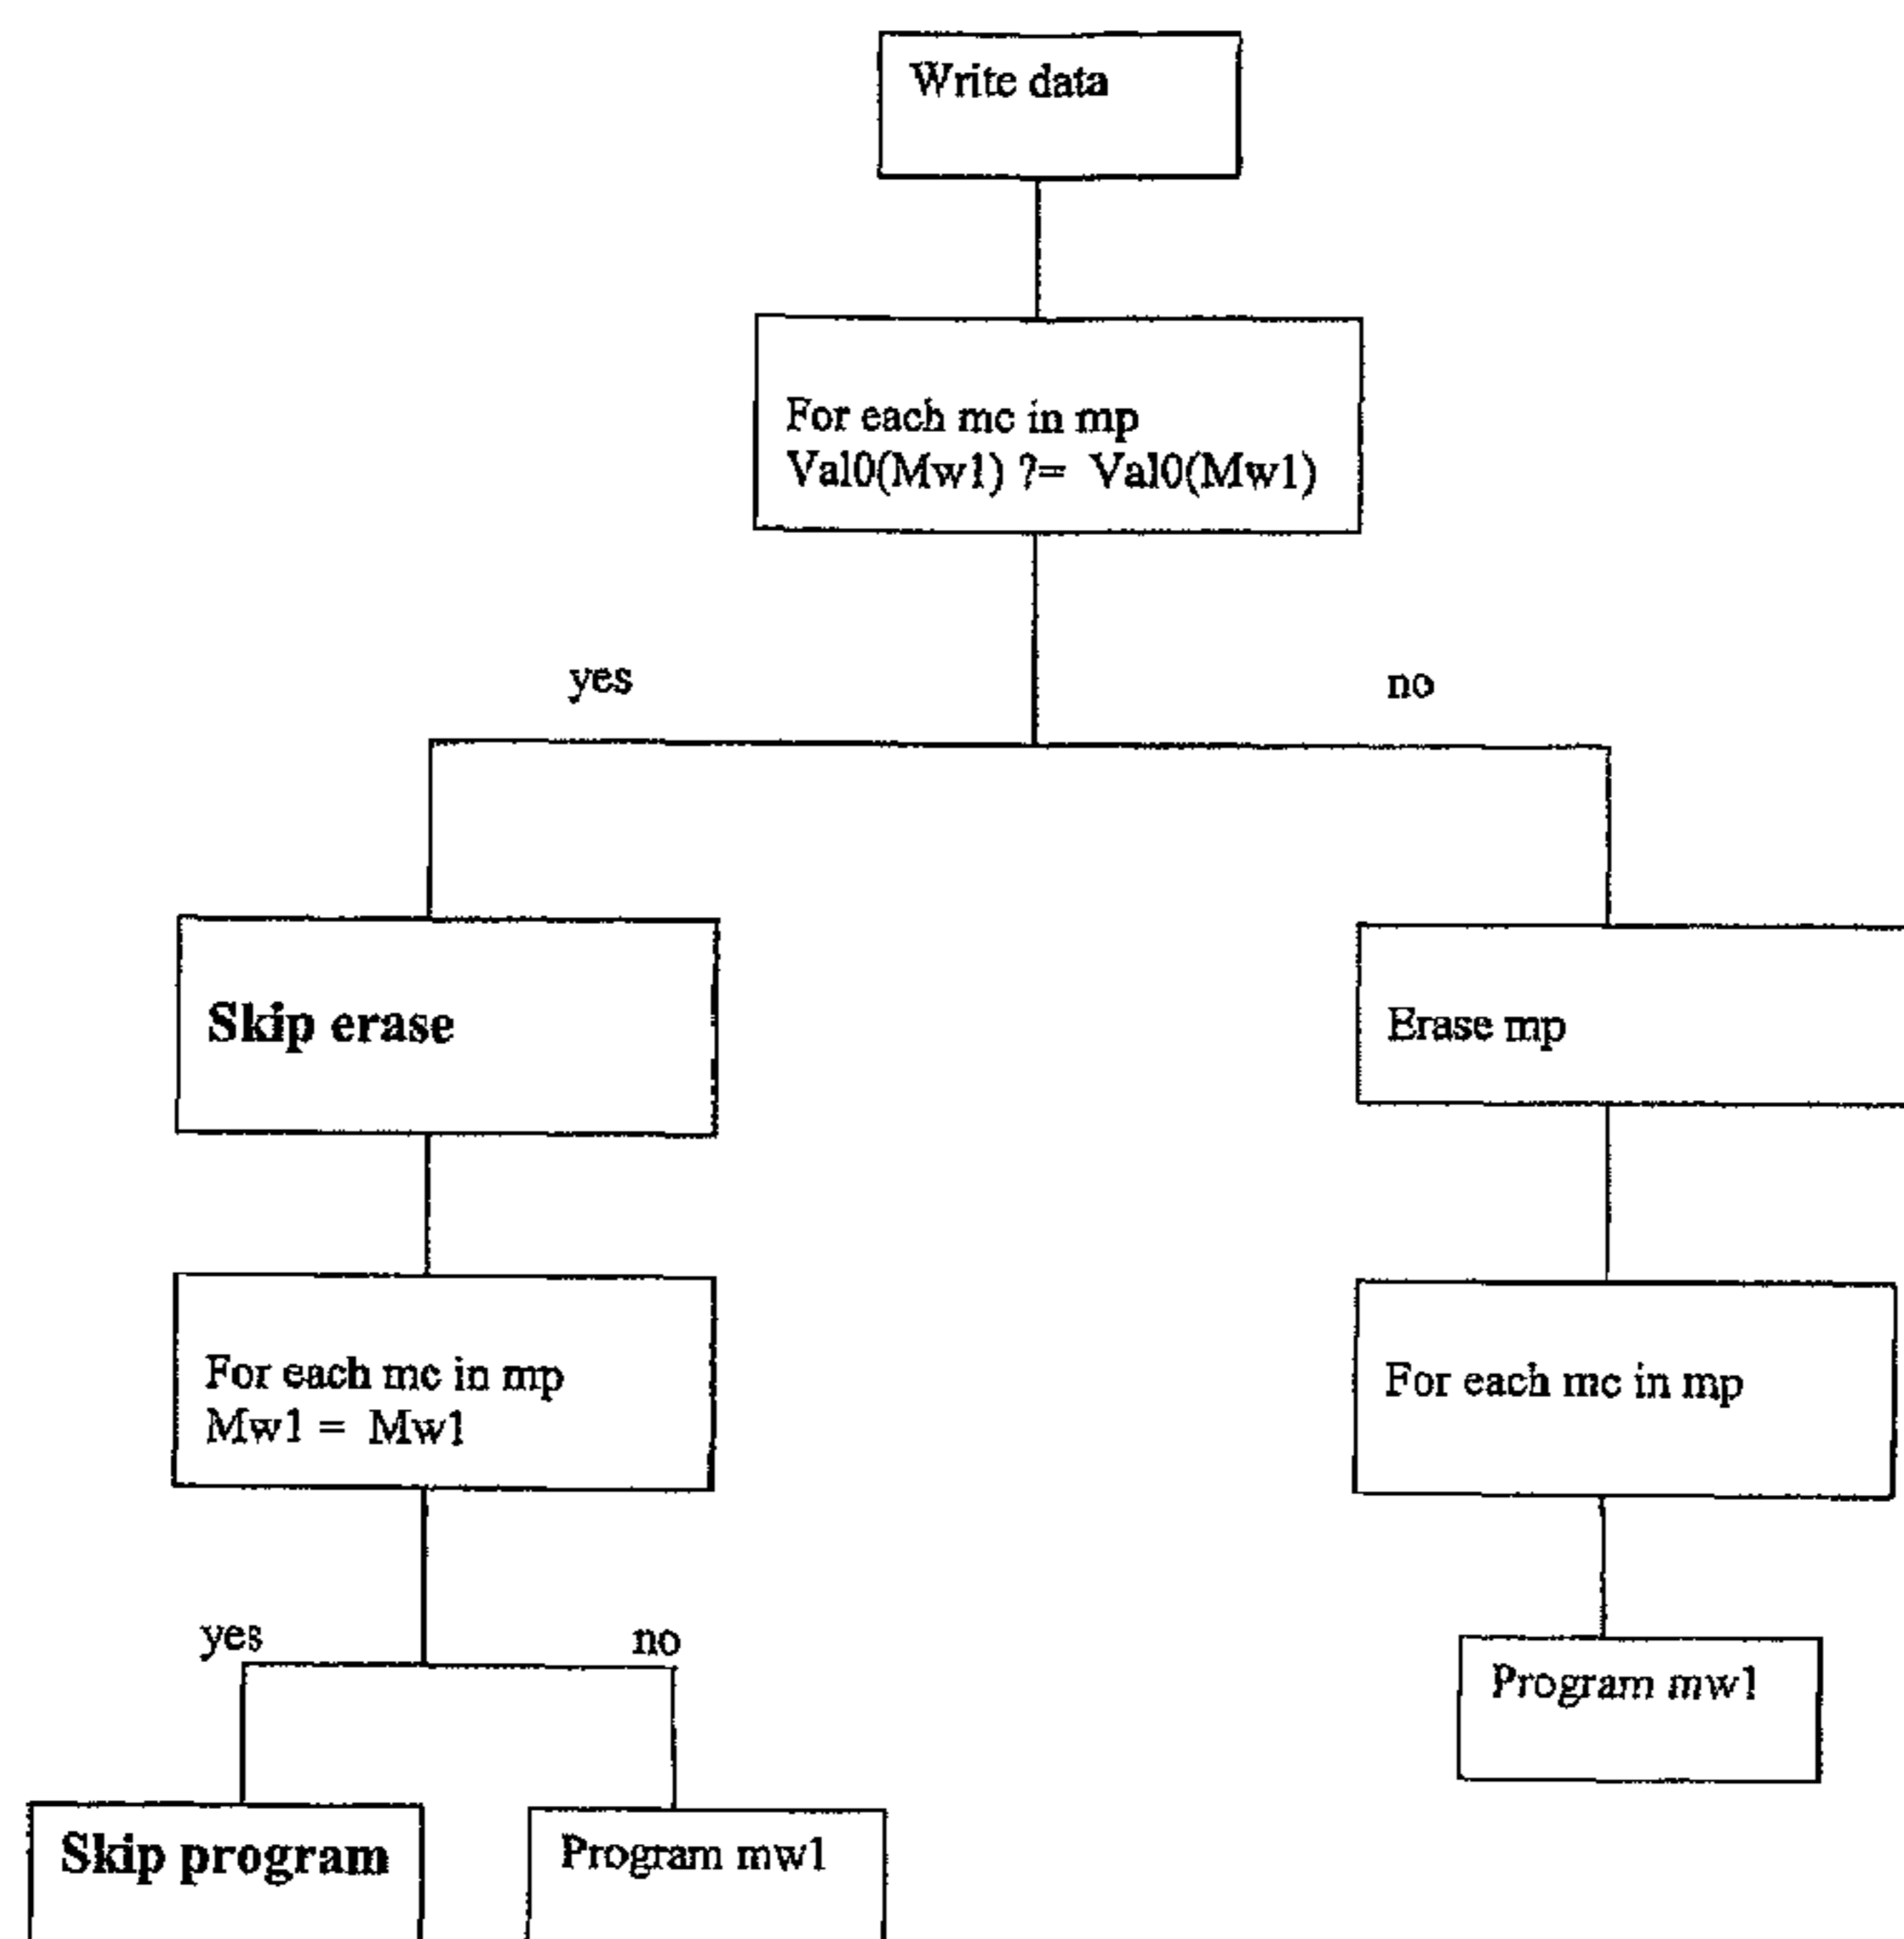 Write data
For each mc in mp
Val0(Mw1) ?= Val0(Mw1)
yes
no
Skip erase
Erase mp
For each mc in mp
Mw1 = Mw1
For each mc in mp
yes
no
Program mw1
Skip program
Program mw1